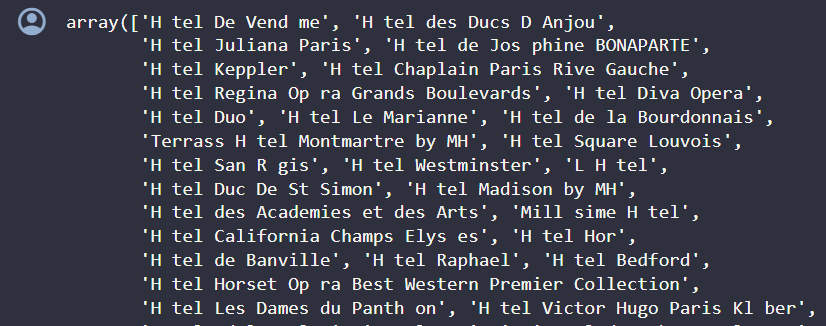 array(['H tel De Vend me', 'H tel des Ducs D Anjou',
'H tel Juliana Paris', 'H tel de Jos phine BONAPARTE',
'H tel Keppler', 'H tel Chaplain Paris Rive Gauche',
'H tel Regina Op ra Grands Boulevards', 'H tel Diva Opera',
'H tel Duo', 'H tel Le Marianne', 'H tel de la Bourdonnais',
'Terrass H tel Montmartre by MH', 'H tel Square Louvois',
'H tel San R gis', 'H tel Westminster', 'L H tel',
'H tel Duc De St Simon', 'H tel Madison by MH',
'H tel des Academies et des Arts', 'Mill sime H tel',
'H tel California Champs Elys es', 'H tel Hor',
'H tel de Banville', 'H tel Raphael', 'H tel Bedford',
'H tel Horset Op ra Best Western Premier Collection',
'H tel Les Dames du Panth on', 'H tel Victor Hugo Paris Kl ber',